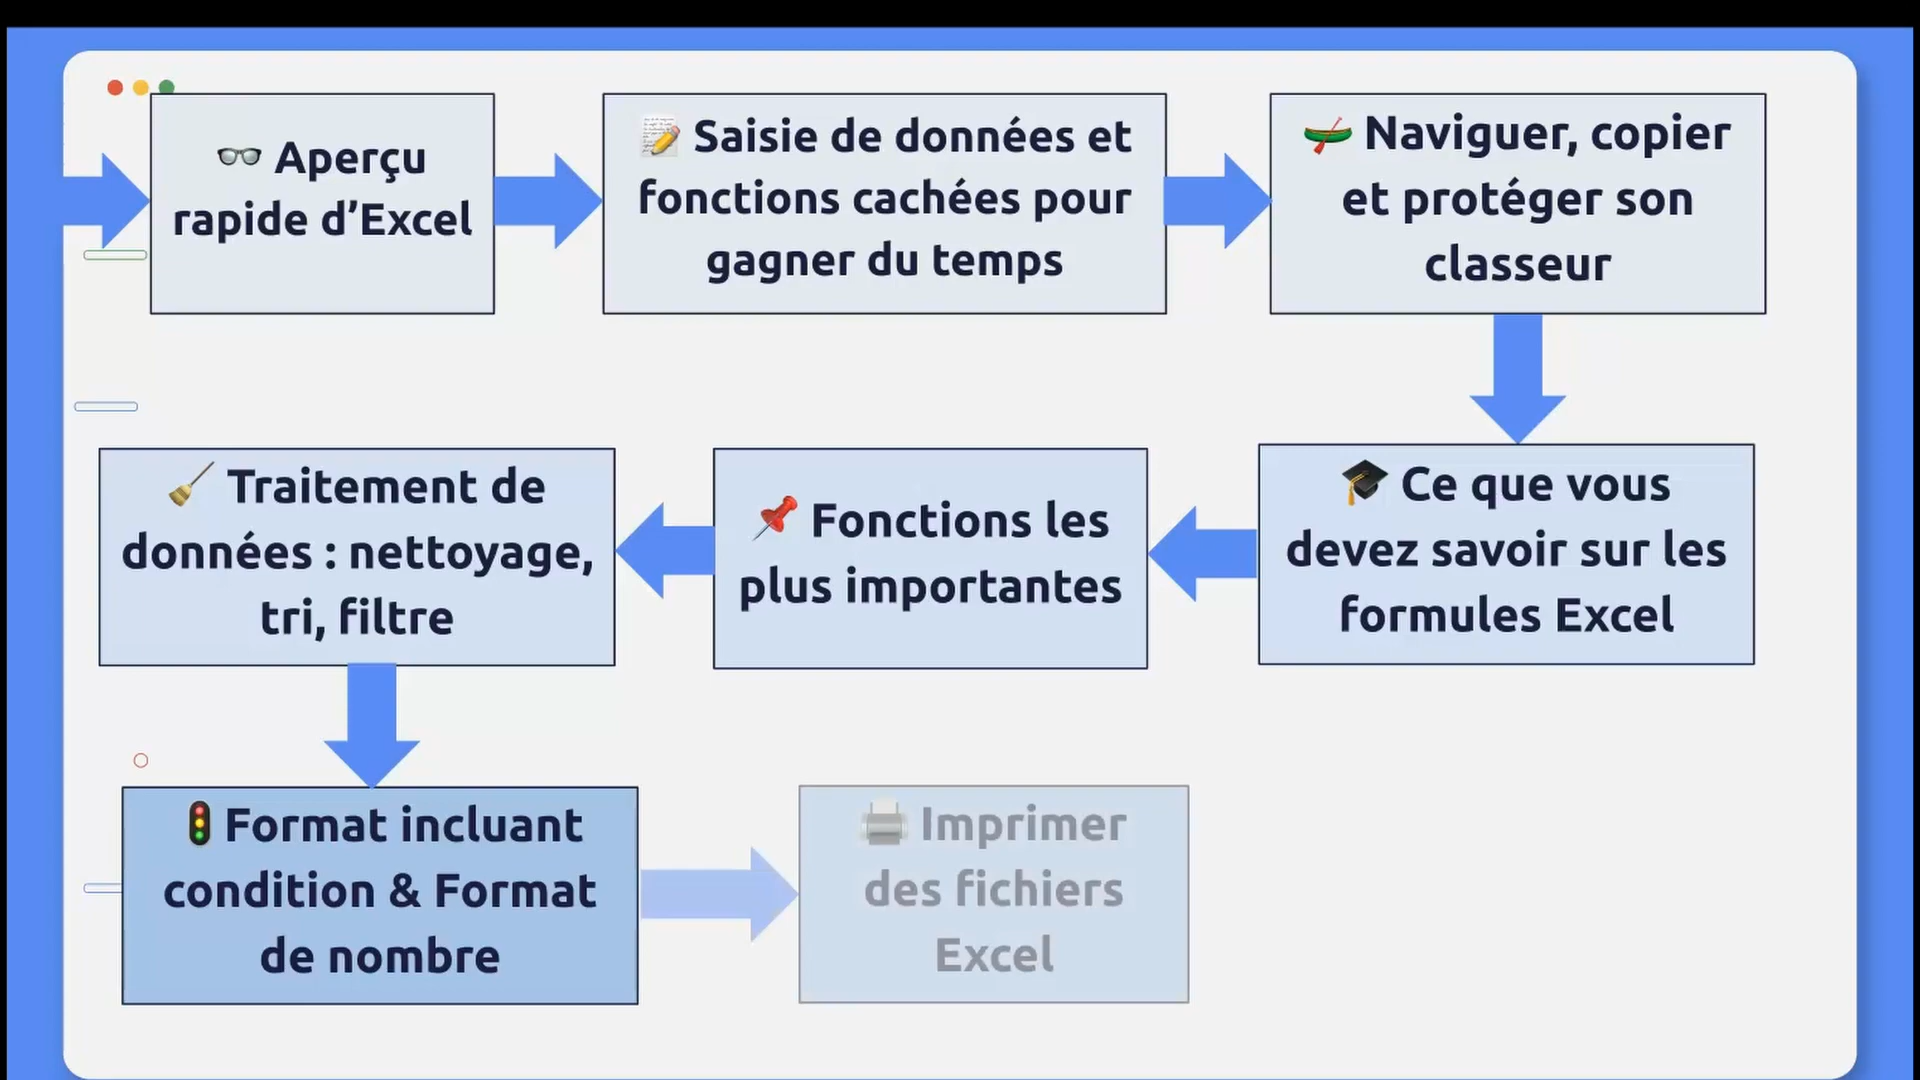 Aperçu
rapide d’Excel
Saisie de données et
fonctions cachées pour
gagner du temps
Naviguer, copier
et protéger son
classeur
Ce que vous
devez savoir sur les
formules Excel
Fonctions les
plus importantes
Traitement de
données : nettoyage,
tri, filtre
Format incluant
condition & Format
de nombre
Imprimer
des fichiers
Excel